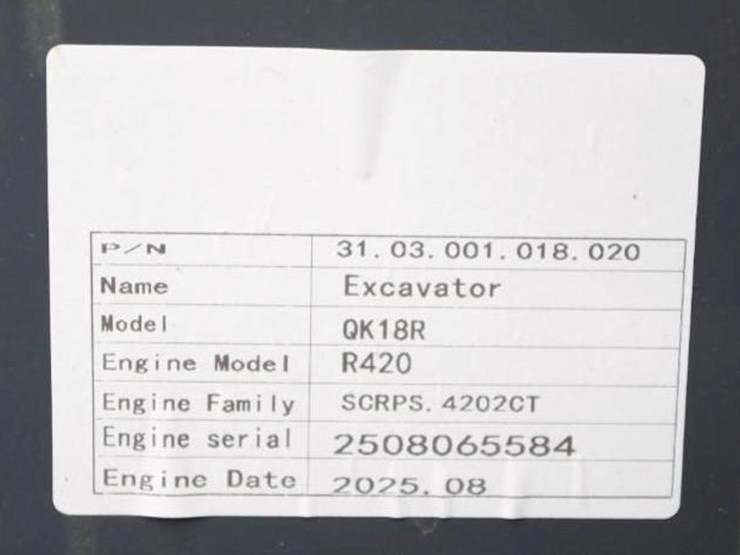 P/N 31.03.001.018.020
Name Excavator
Model QK18R
Engine Model R420
Engine Family SCRPS.4202CT
Engine serial 2508065584
Engine Date 2025.08